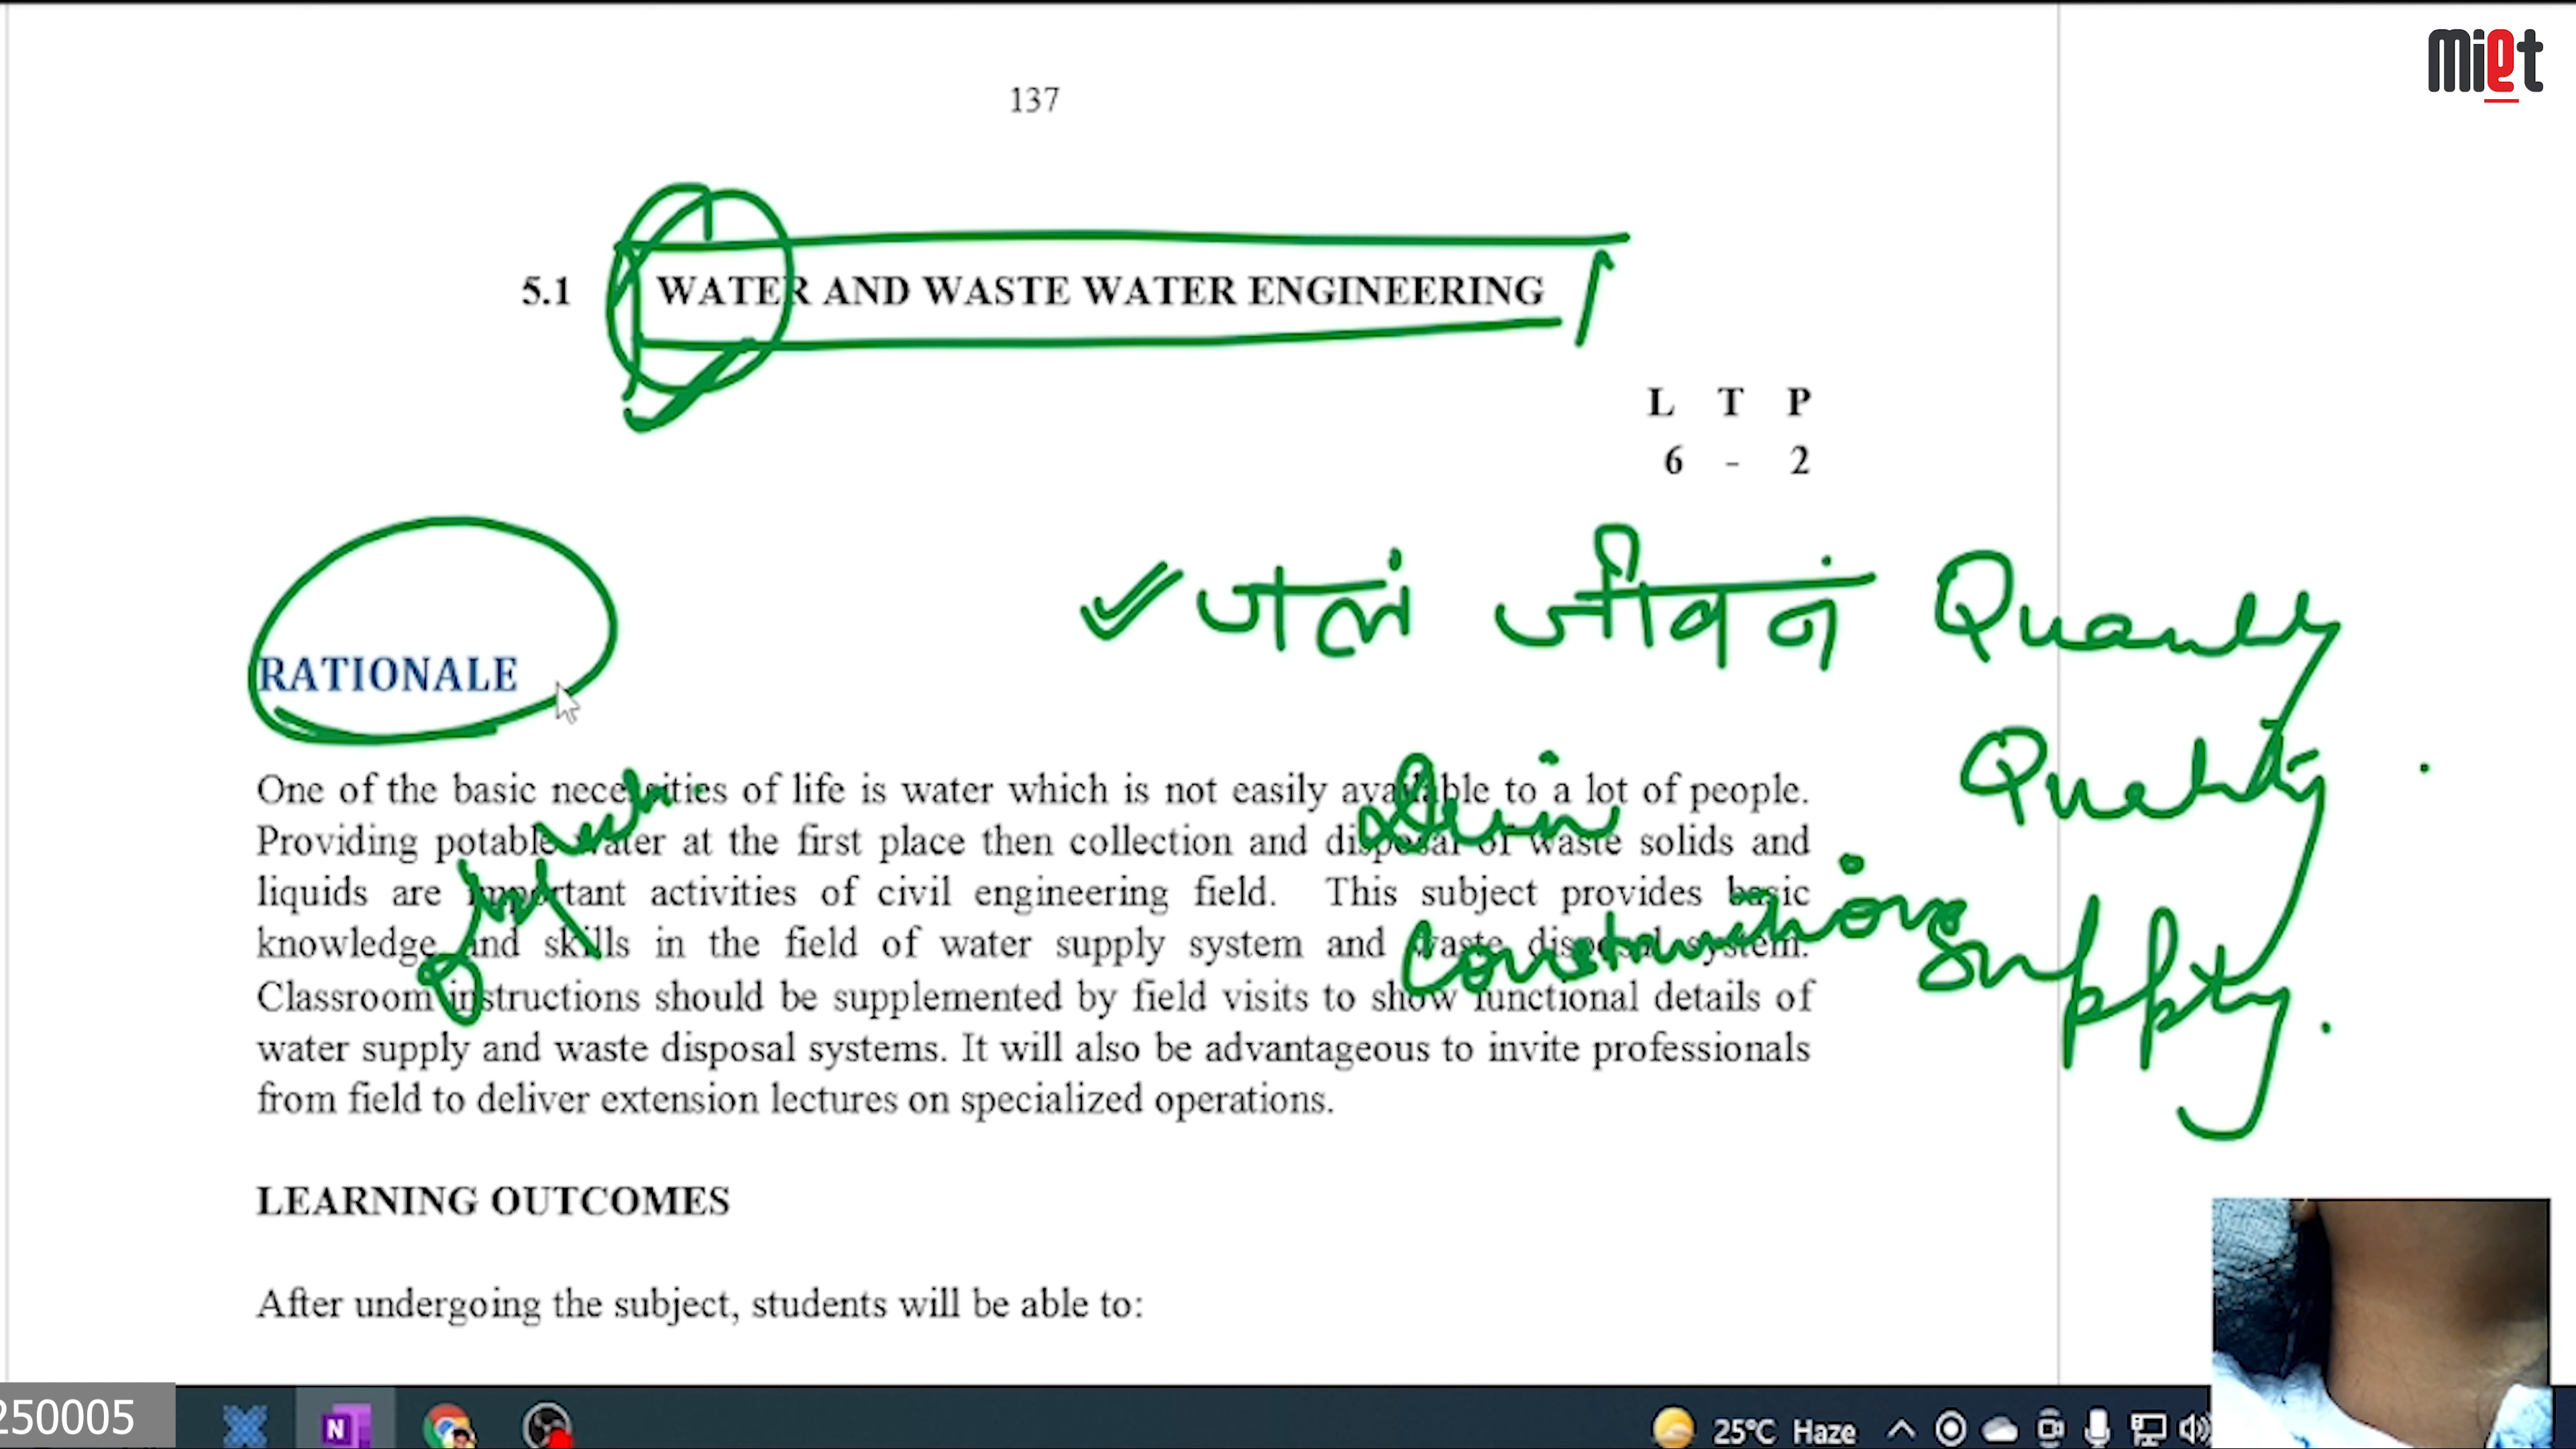 miet
137
5.1 WATER AND WASTE WATER ENGINEERING
L T P
6 - 2
जलं जीवनं Quantity
RATIONALE
Quality
One of the basic necessities of life is water which is not easily available to a lot of people.
Providing potable water at the first place then collection and disposal of waste solids and
liquids are important activities of civil engineering field. This subject provides basic
Construction
Supply.
knowledge and skills in the field of water supply system and waste disposal system.
Classroom instructions should be supplemented by field visits to show functional details of
water supply and waste disposal systems. It will also be advantageous to invite professionals
from field to deliver extension lectures on specialized operations.
LEARNING OUTCOMES
After undergoing the subject, students will be able to:
250005
N
25°C Haze